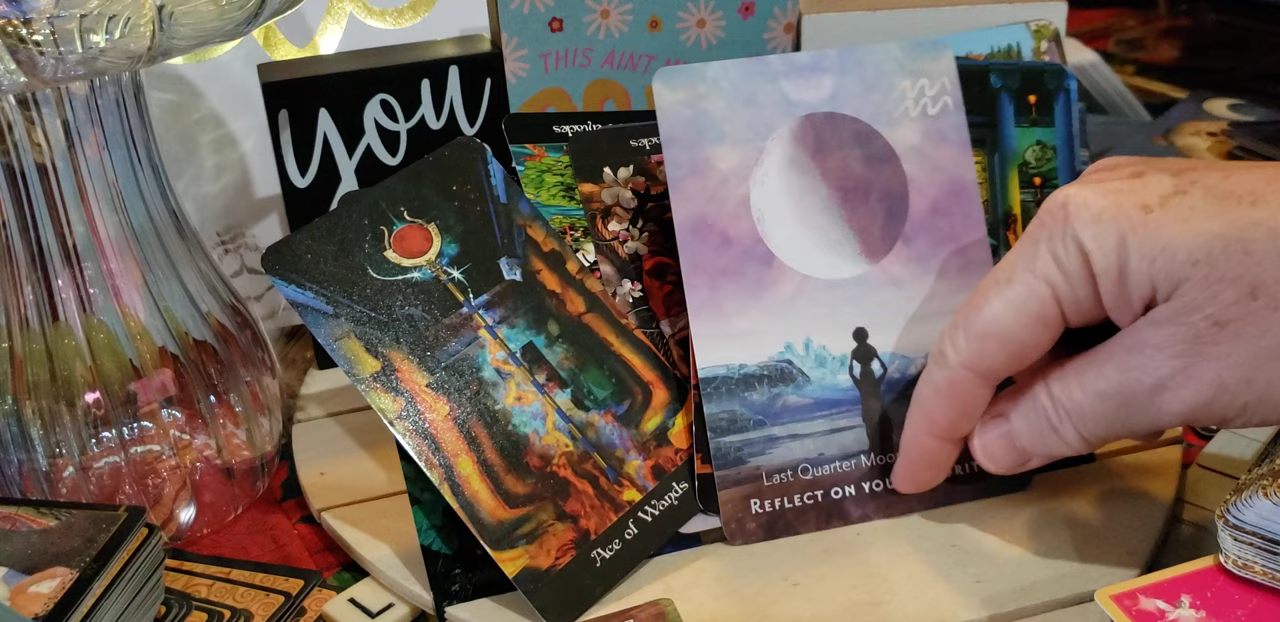 you
THIS AINT
Ace of Wands
Last Quarter Moon
REFLECT ON YOU
L